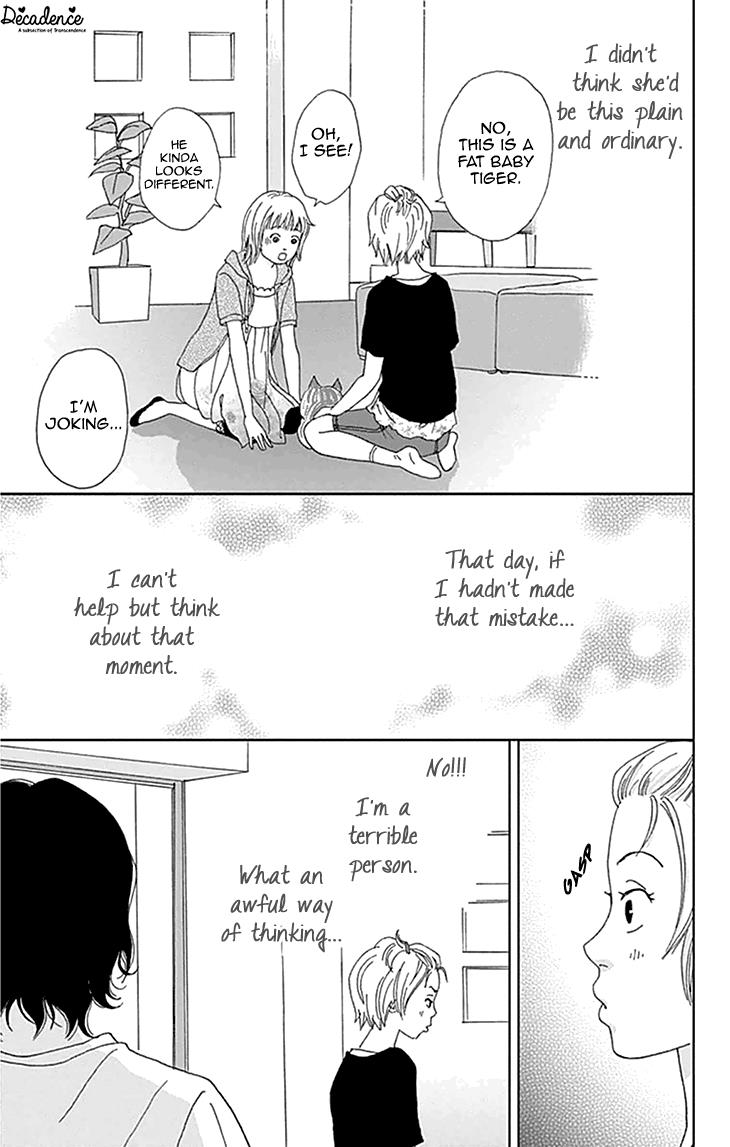 Decadence
A subsection of Transcendence
I didn't
think she'd
be this plain
and ordinary.
NO,
THIS IS A
FAT BABY
TIGER.
OH,
I SEE!
HE
KINDA
LOOKS
DIFFERENT.
I'M
JOKING...
That day, if
I hadn't made
that mistake...
I can't
help but think
about that
moment.
GASP
No!!!
I'm a
terrible
person.
What an
awful way
of thinking...